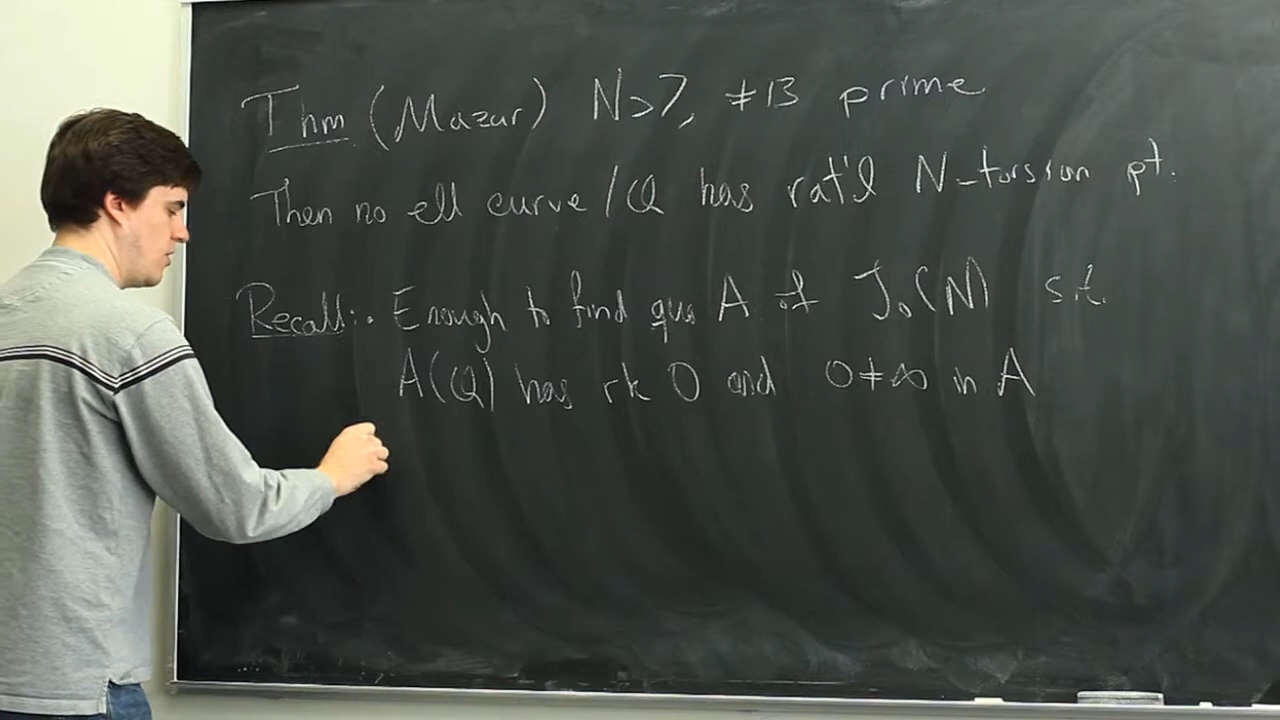 Thm (Mazur) N>7, ≠13 prime
Then no ell curve/Q has rat'l N-torsion pt.
Recall: • Enough to find quo A of J₀(N) s.t.
A(Q) has rk 0 and 0≠∞ in A